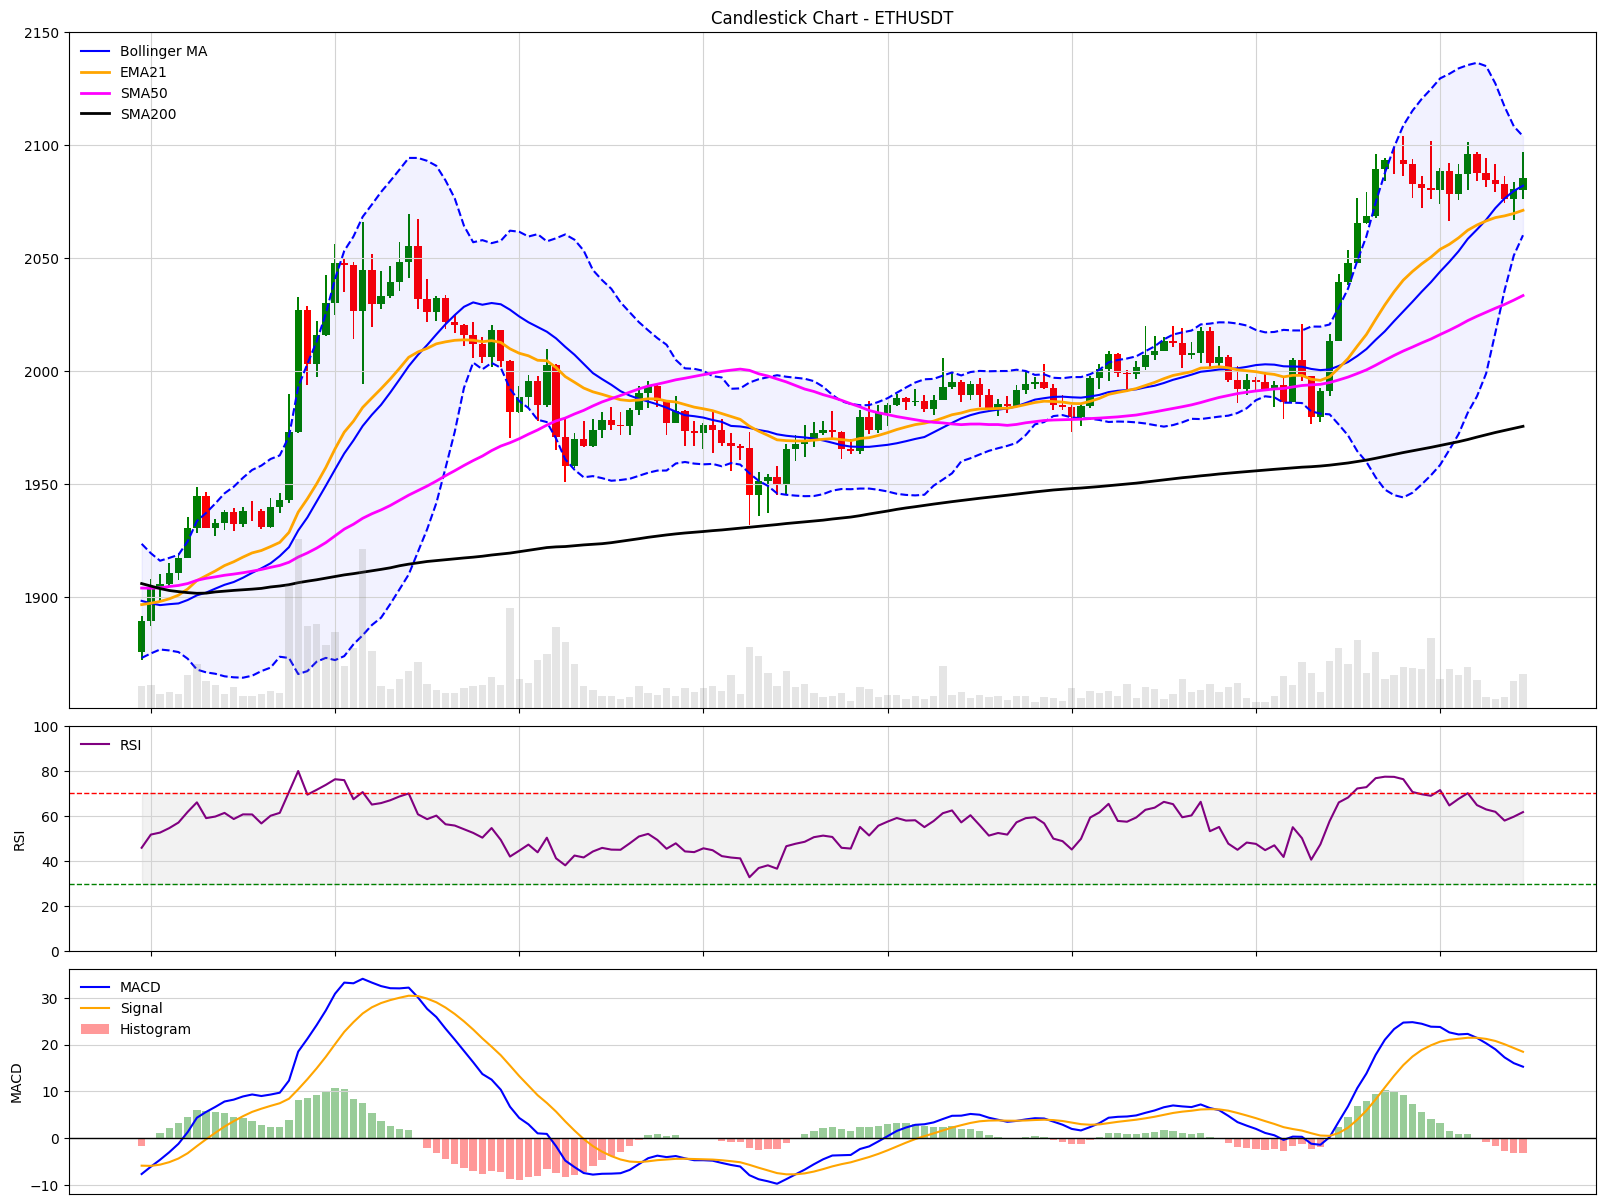 Candlestick Chart - ETHUSDT
2150
2100
2050
2000
1950
1900
Bollinger MA
EMA21
SMA50
SMA200
100
80
60
40
20
0
RSI
RSI
30
20
10
0
−10
MACD
MACD
Signal
Histogram